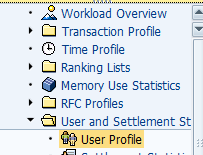 Workload Overview
Transaction Profile
Time Profile
Ranking Lists
Memory Use Statistics
RFC Profiles
User and Settlement St
User Profile